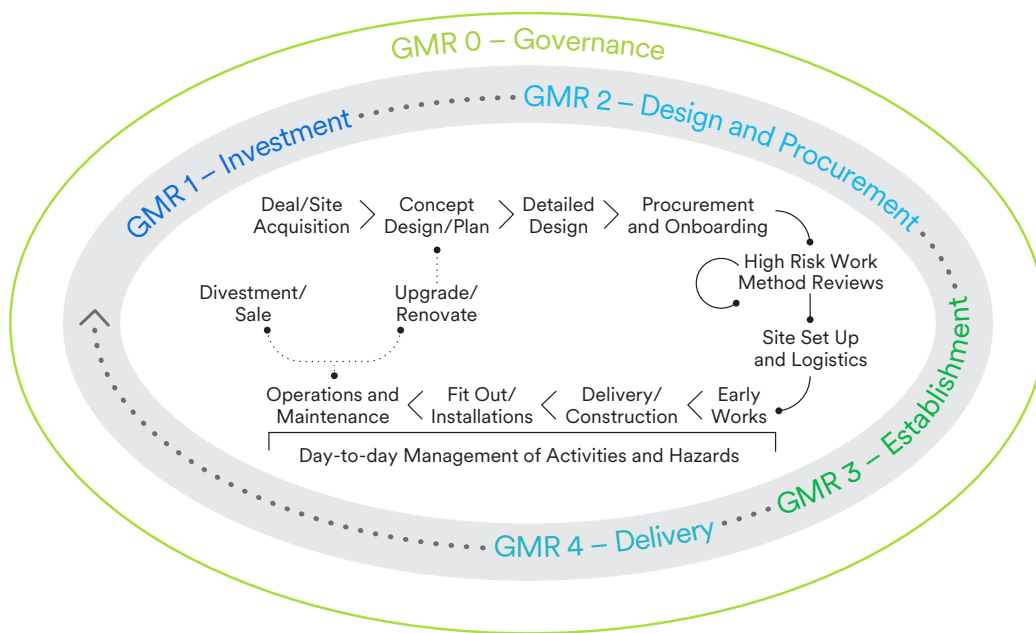 GMR 0 – Governance
GMR 1 – Investment
GMR 2 – Design and Procurement
Deal/Site
Acquisition
Concept
Design/Plan
Detailed
Design
Procurement
and Onboarding
High Risk Work
Method Reviews
Divestment/
Sale
Upgrade/
Renovate
Site Set Up
and Logistics
Operations and
Maintenance
Fit Out/
Installations
Delivery/
Construction
Early
Works
Day-to-day Management of Activities and Hazards
GMR 3 – Establishment
GMR 4 – Delivery